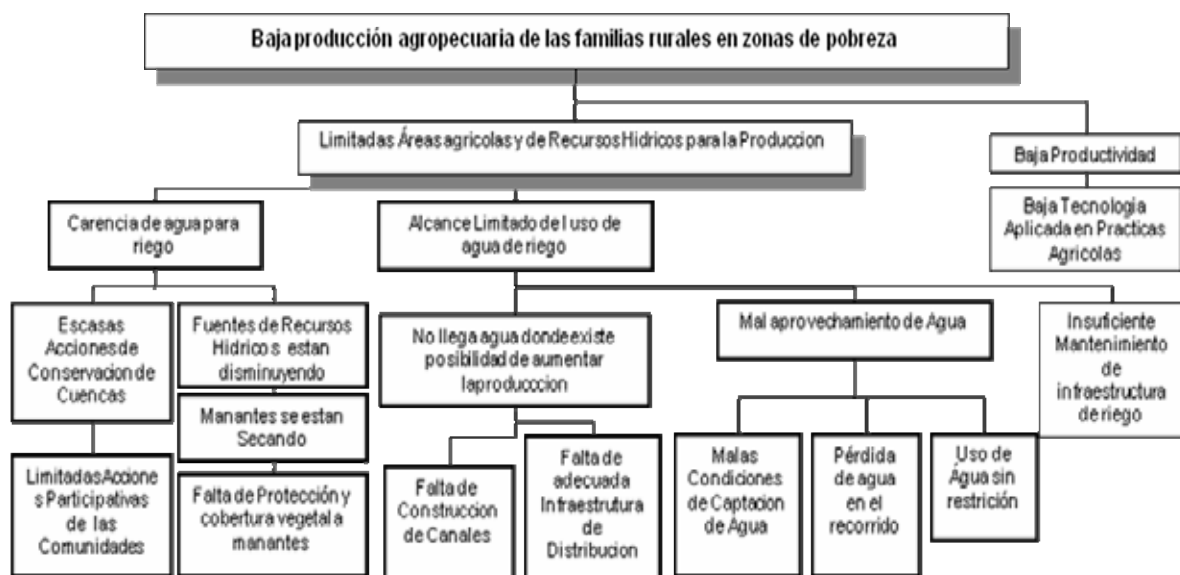 Baja producción agropecuaria de las familias rurales en zonas de pobreza
Limitadas Áreas agricolas y de Recursos Hidricos para la Produccion
Baja Productividad
Carencia de agua para
riego
Alcance Limitado del uso de
agua de riego
Baja Tecnologia
Aplicada en Practicas
Agricolas
Escasas
Acciones de
Conservacion de
Cuencas
Fuentes de Recursos
Hidricos estan
disminuyendo
No llega agua donde existe
posibilidad de aumentar
la producccion
Mal aprovechamiento de Agua
Insuficiente
Mantenimiento
de
infraestructura
de riego
Manantes se estan
Secando
Limitadas Accione
s Participativas
de las
Comunidades
Falta de Protección y
cobertura vegetal a
manantes
Falta de
Construccion
de Canales
Falta de
adecuada
Infraestrutura
de
Distribucion
Malas
Condiciones
de Captacion
de Agua
Pérdida
de agua
en el
recorrido
Uso de
Água sin
restrición